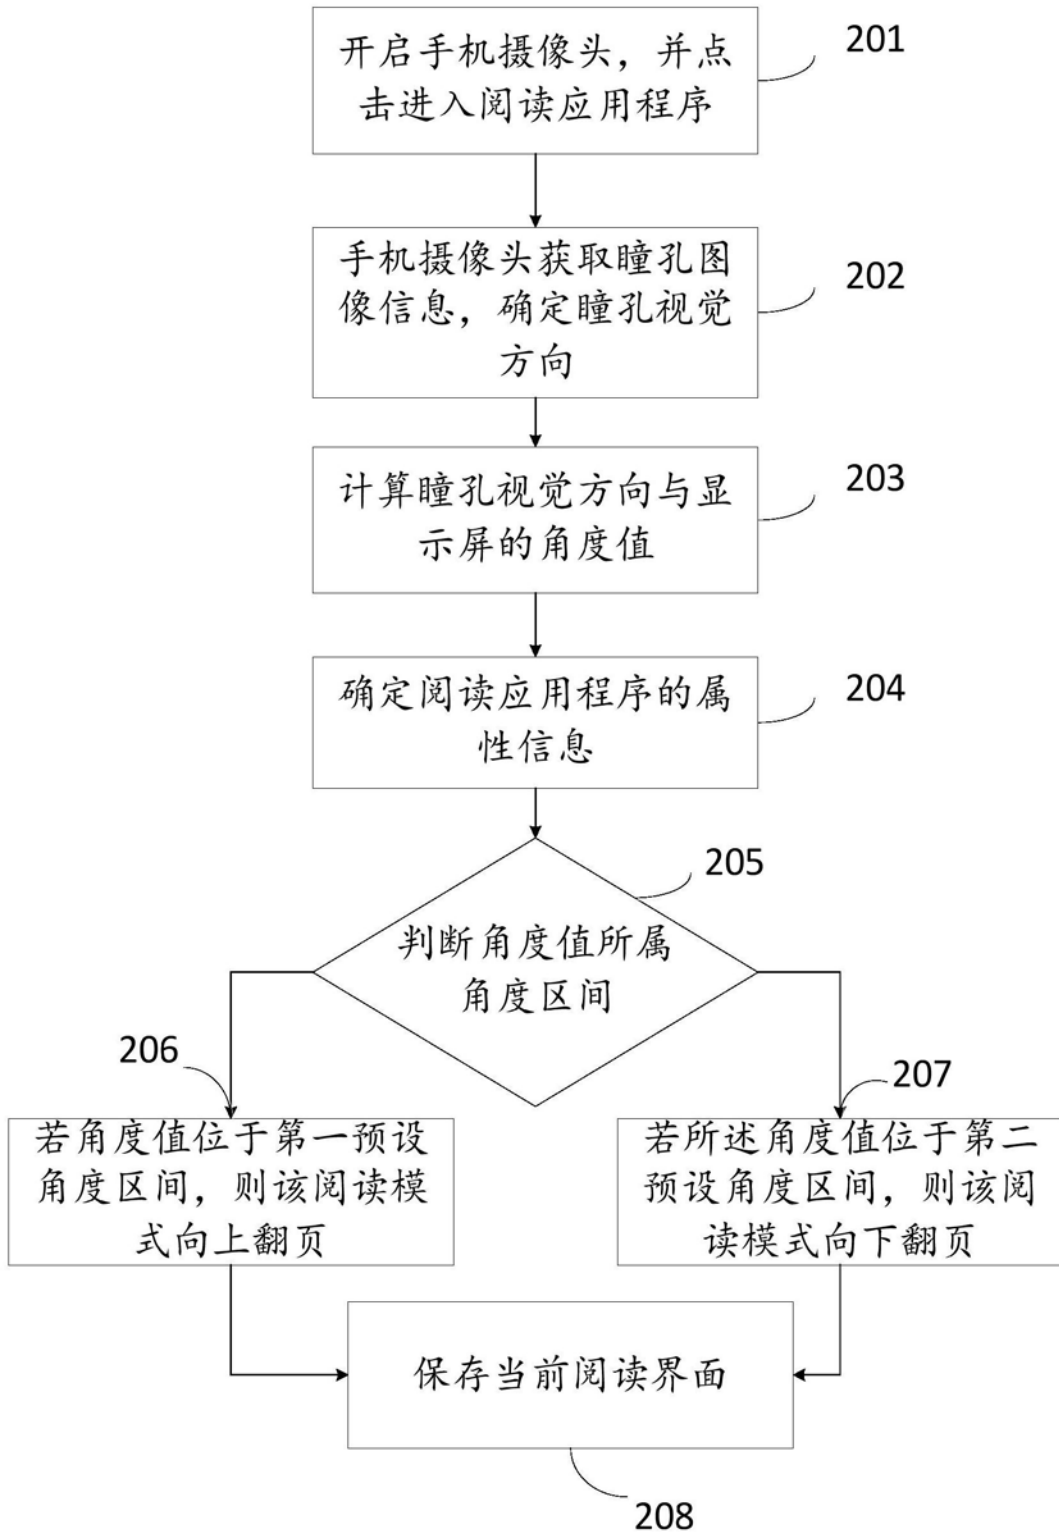 开启手机摄像头，并点
击进入阅读应用程序
201
手机摄像头获取瞳孔图
像信息，确定瞳孔视觉
方向
202
计算瞳孔视觉方向与显
示屏的角度值
203
确定阅读应用程序的属
性信息
204
205
判断角度值所属
角度区间
206
若角度值位于第一预设
角度区间，则该阅读模
式向上翻页
207
若所述角度值位于第二
预设角度区间，则该阅
读模式向下翻页
保存当前阅读界面
208